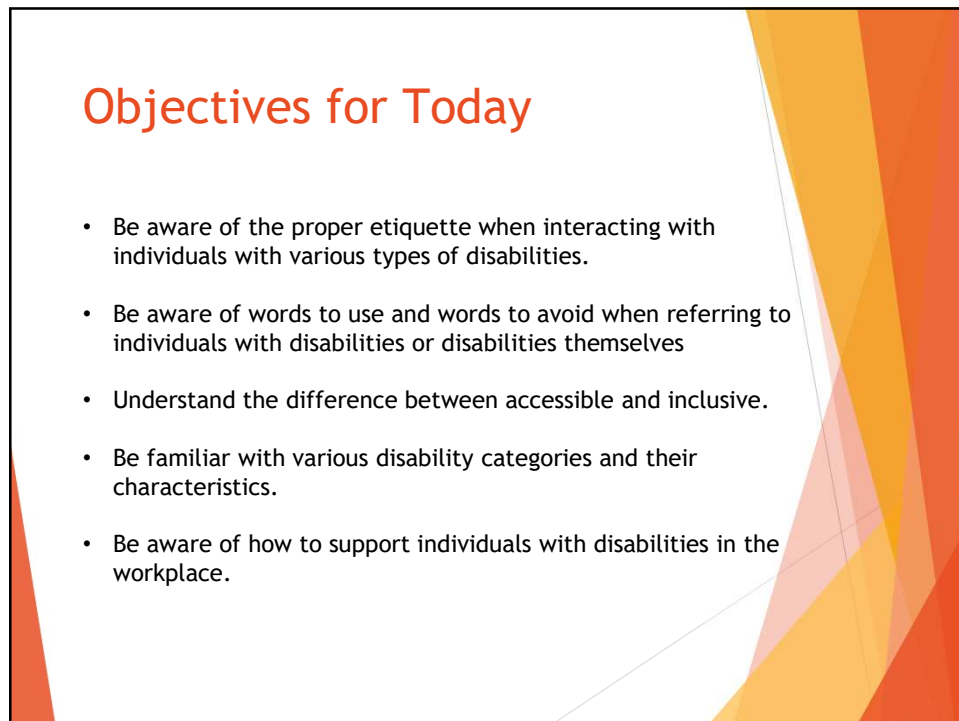 Objectives for Today
• Be aware of the proper etiquette when interacting with
individuals with various types of disabilities.
• Be aware of words to use and words to avoid when referring to
individuals with disabilities or disabilities themselves
• Understand the difference between accessible and inclusive.
• Be familiar with various disability categories and their
characteristics.
• Be aware of how to support individuals with disabilities in the
workplace.